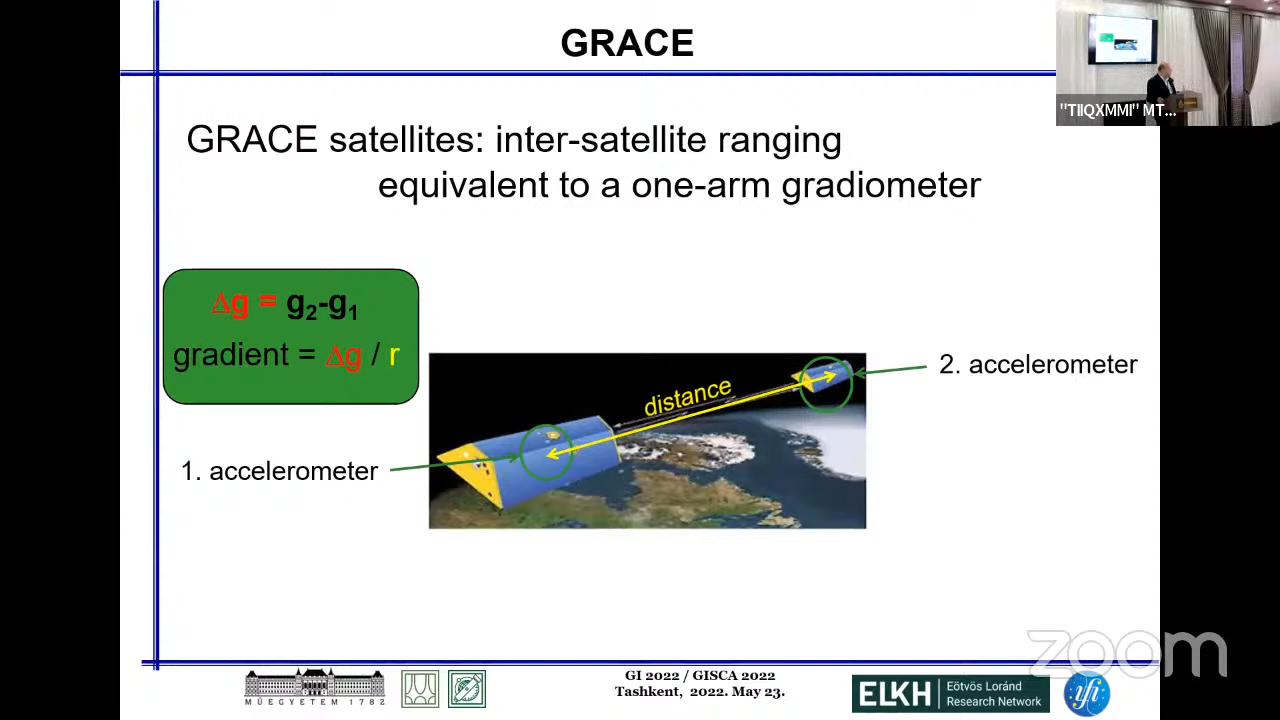 GRACE
"TIIQXMMI" MT...
GRACE satellites: inter-satellite ranging
equivalent to a one-arm gradiometer
Δg = g₂-g₁
gradient = Δg / r
2. accelerometer
distance
1. accelerometer
zoom
GI 2022 / GISCA 2022
Tashkent, 2022. May 23.
MŰEGYETEM 1782
ELKH
Eötvös Loránd
Research Network
yfi